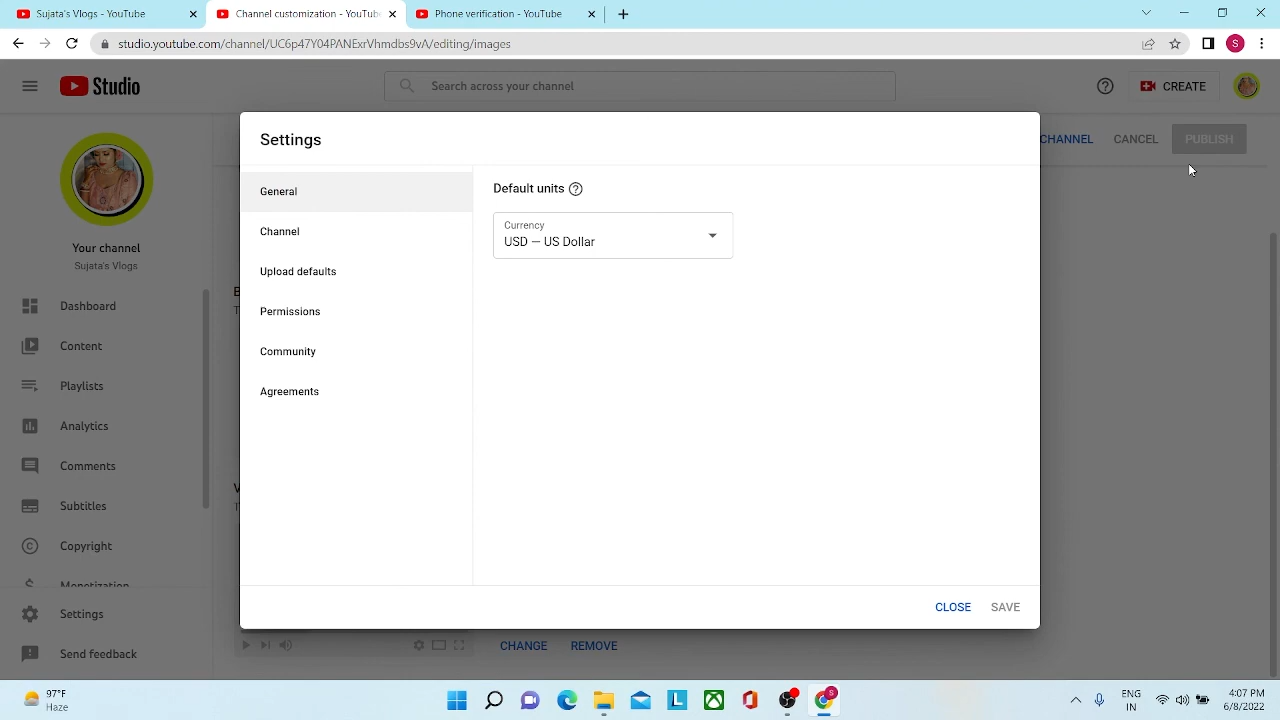 Sujata's Vlogs - YouTube
Channel customization - YouTube
Phone verification - YouTube
studio.youtube.com/channel/UC6p47Y04PANExrVhmdbs9vA/editing/images
S
Studio
Search across your channel
CREATE
CHANNEL
CANCEL
PUBLISH
Settings
General
Channel
Upload defaults
Permissions
Community
Agreements
Default units
Currency
USD — US Dollar
CLOSE
SAVE
Your channel
Sujata's Vlogs
Dashboard
Content
Playlists
Analytics
Comments
Subtitles
Copyright
Monetization
Settings
Send feedback
CHANGE
REMOVE
97°F
Haze
ENG
IN
4:07 PM
6/8/2022